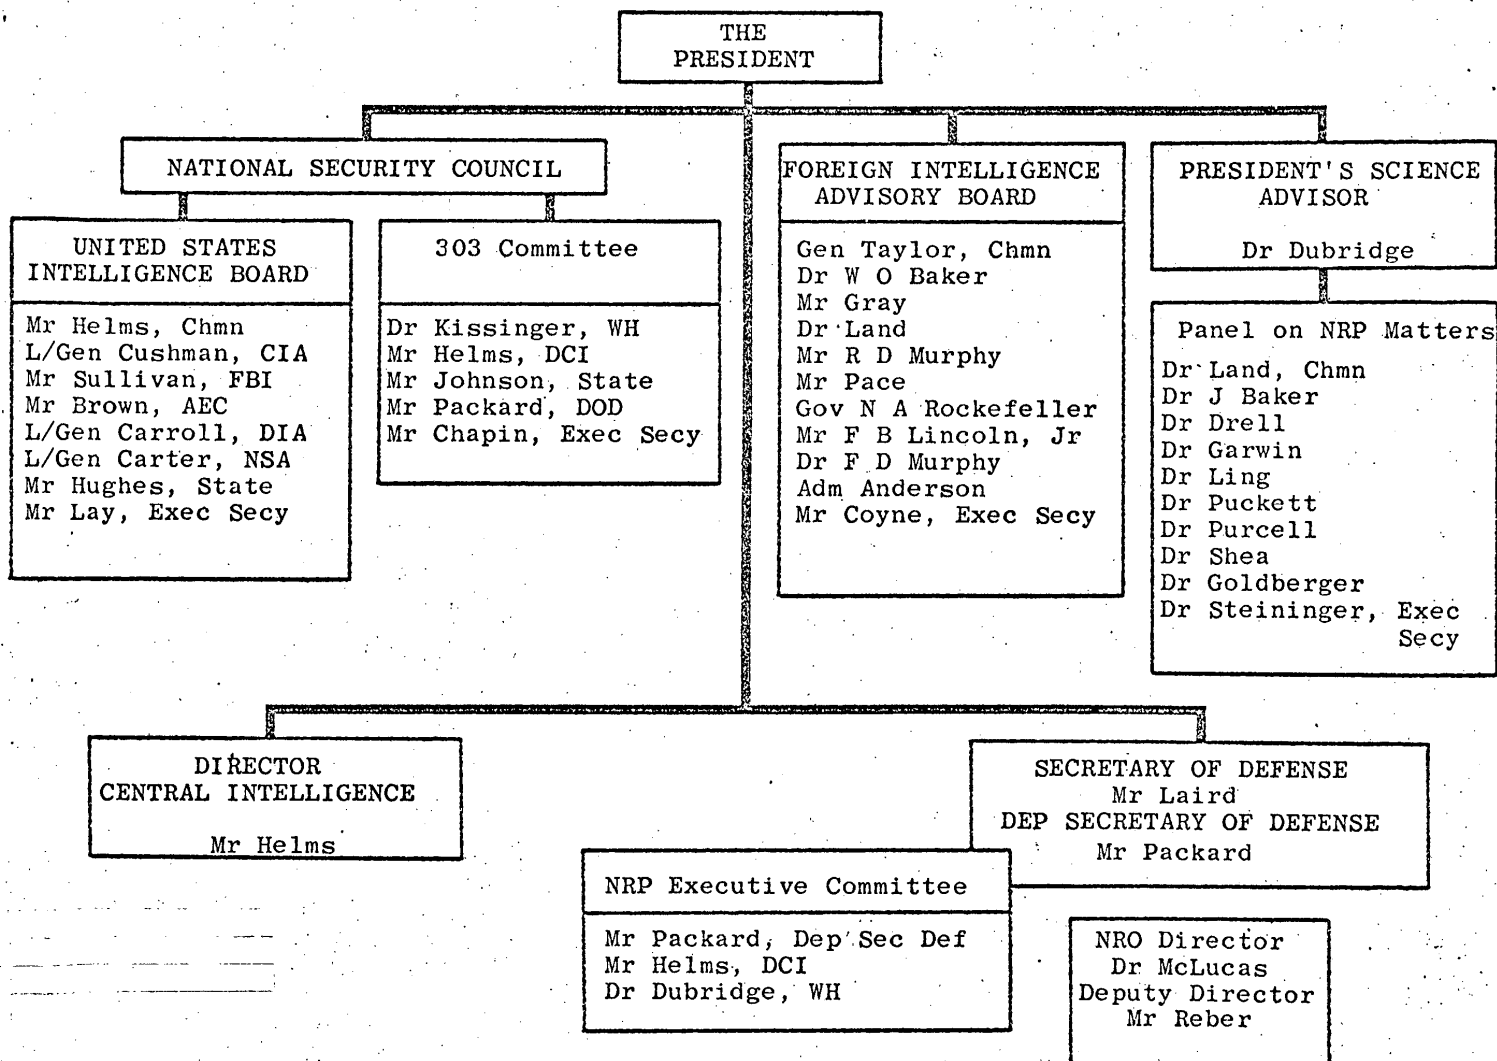 THE
PRESIDENT
NATIONAL SECURITY COUNCIL
UNITED STATES
INTELLIGENCE BOARD
Mr Helms, Chmn
L/Gen Cushman, CIA
Mr Sullivan, FBI
Mr Brown, AEC
L/Gen Carroll, DIA
L/Gen Carter, NSA
Mr Hughes, State
Mr Lay, Exec Secy
303 Committee
Dr Kissinger, WH
Mr Helms, DCI
Mr Johnson, State
Mr Packard, DOD
Mr Chapin, Exec Secy
FOREIGN INTELLIGENCE
ADVISORY BOARD
Gen Taylor, Chmn
Dr W O Baker
Mr Gray
Dr Land
Mr R D Murphy
Mr Pace
Gov N A Rockefeller
Mr F B Lincoln, Jr
Dr F D Murphy
Adm Anderson
Mr Coyne, Exec Secy
PRESIDENT'S SCIENCE
ADVISOR
Dr Dubridge
Panel on NRP Matters
Dr Land, Chmn
Dr J Baker
Dr Drell
Dr Garwin
Dr Ling
Dr Puckett
Dr Purcell
Dr Shea
Dr Goldberger
Dr Steininger, Exec
Secy
DIRECTOR
CENTRAL INTELLIGENCE
Mr Helms
SECRETARY OF DEFENSE
Mr Laird
DEP SECRETARY OF DEFENSE
Mr Packard
NRP Executive Committee
Mr Packard, Dep Sec Def
Mr Helms, DCI
Dr Dubridge, WH
NRO Director
Dr McLucas
Deputy Director
Mr Reber